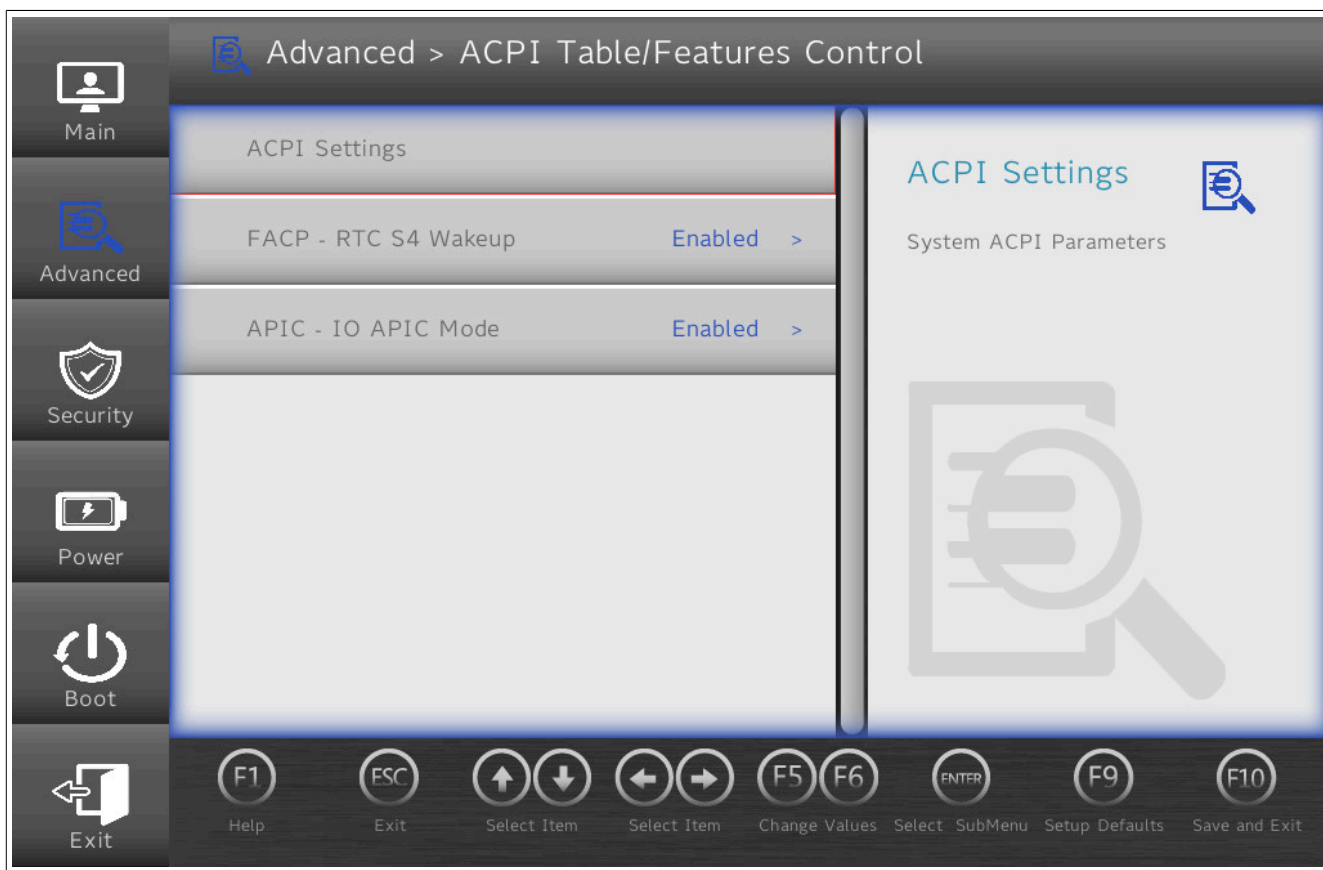 Advanced > ACPI Table/Features Control
Main
Advanced
Security
Power
Boot
Exit
ACPI Settings
FACP - RTC S4 Wakeup Enabled >
APIC - IO APIC Mode Enabled >
ACPI Settings
System ACPI Parameters
F1 ESC F5 F6 ENTER F9 F10
Help Exit Select Item Select Item Change Values Select SubMenu Setup Defaults Save and Exit